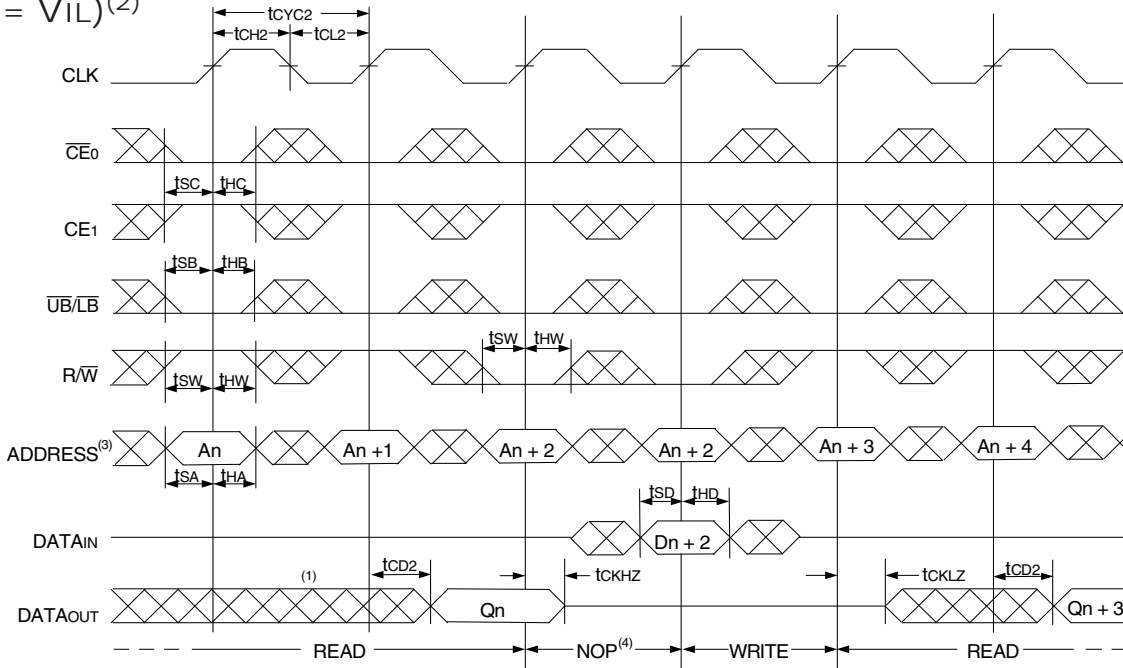 = VIL)(2)
tCYC2
tCH2 tCL2
CLK
CE0
tSC tHC
CE1
tSB tHB
UB/LB
tSW tHW
R/W
tSW tHW
ADDRESS(3) An An +1 An + 2 An + 2 An + 3 An + 4
tSA tHA
tSD tHD
DATAIN Dn + 2
(1) tCD2 tCKHZ tCKLZ tCD2
DATAOUT Qn Qn + 3
READ NOP(4) WRITE READ